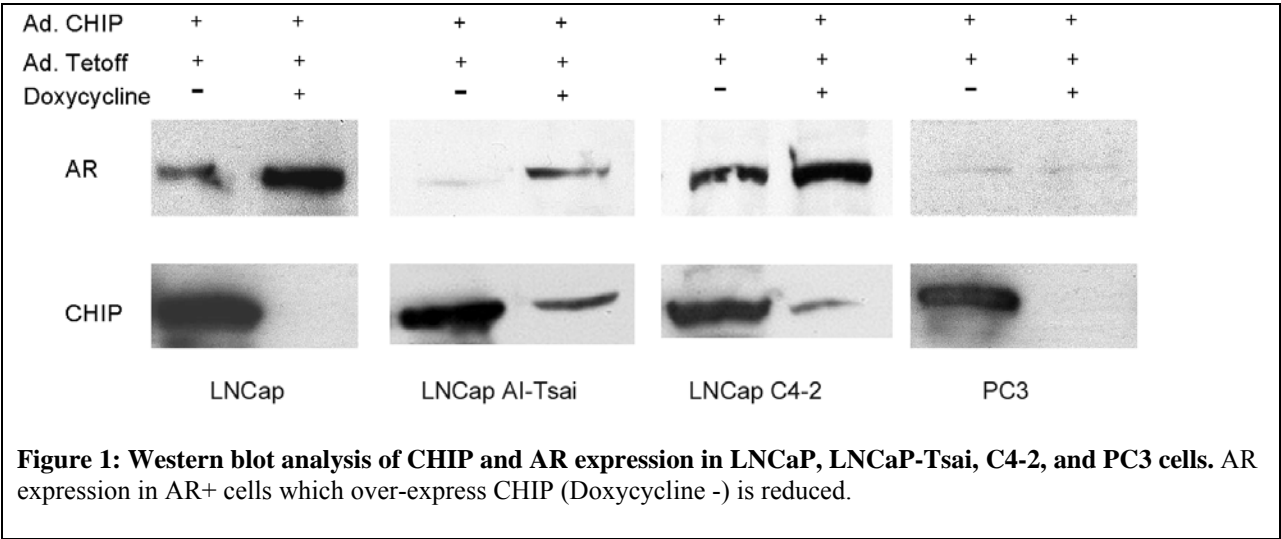 Ad. CHIP + + + + + + + +
Ad. Tetoff + + + + + + + +
Doxycycline - + - + - + - +
AR
CHIP
LNCap LNCap AI-Tsai LNCap C4-2 PC3
Figure 1: Western blot analysis of CHIP and AR expression in LNCaP, LNCaP-Tsai, C4-2, and PC3 cells. AR
expression in AR+ cells which over-express CHIP (Doxycycline -) is reduced.